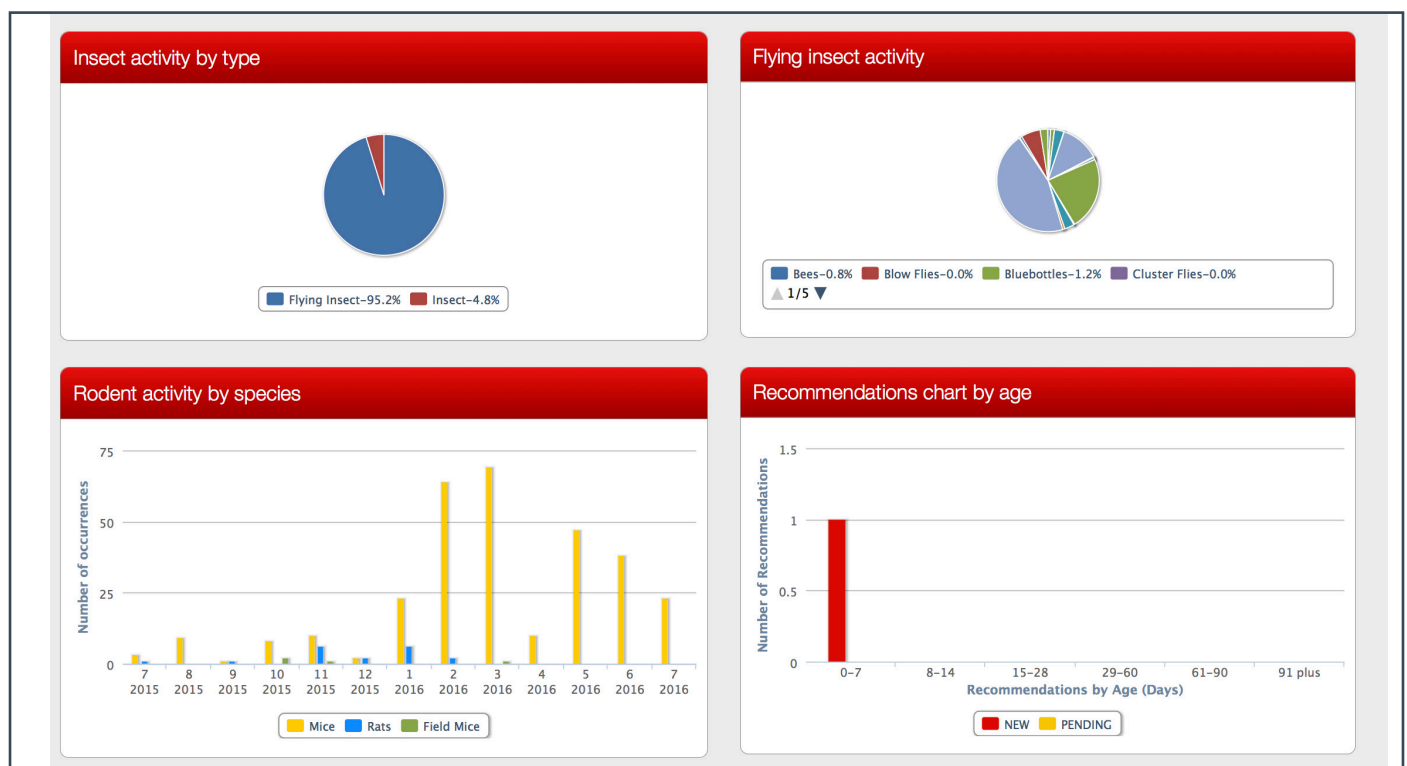 Insect activity by type
Flying Insect-95.2% Insect-4.8%
Flying insect activity
Bees-0.8% Blow Flies-0.0% Bluebottles-1.2% Cluster Flies-0.0%
1/5
Rodent activity by species
Number of occurrences
75
50
25
0
7 8 9 10 11 12 1 2 3 4 5 6 7
2015 2015 2015 2015 2015 2015 2016 2016 2016 2016 2016 2016 2016
Mice Rats Field Mice
Recommendations chart by age
Number of Recommendations
1.5
1
0.5
0
0-7 8-14 15-28 29-60 61-90 91 plus
Recommendations by Age (Days)
NEW PENDING